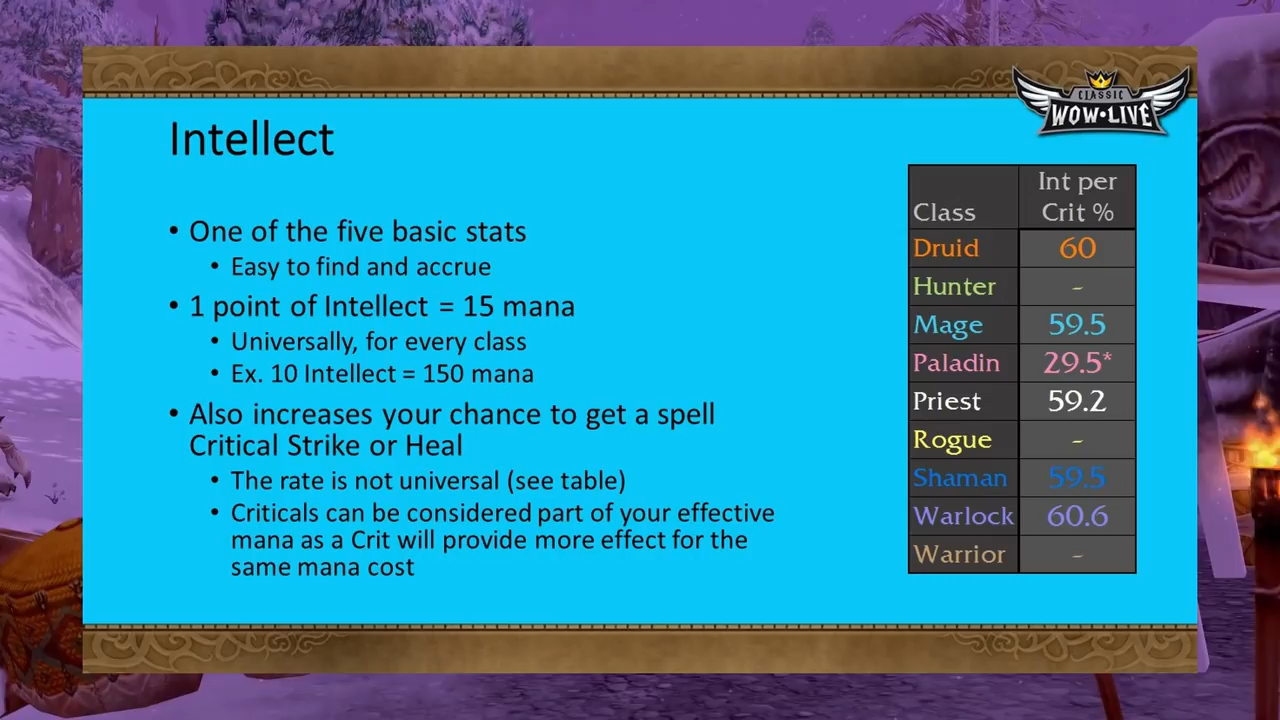 CLASSIC
WOW•LIVE
Intellect
• One of the five basic stats
• Easy to find and accrue
• 1 point of Intellect = 15 mana
• Universally, for every class
• Ex. 10 Intellect = 150 mana
• Also increases your chance to get a spell
Critical Strike or Heal
• The rate is not universal (see table)
• Criticals can be considered part of your effective
mana as a Crit will provide more effect for the
same mana cost
Class Int per Crit %
Druid 60
Hunter -
Mage 59.5
Paladin 29.5*
Priest 59.2
Rogue -
Shaman 59.5
Warlock 60.6
Warrior -